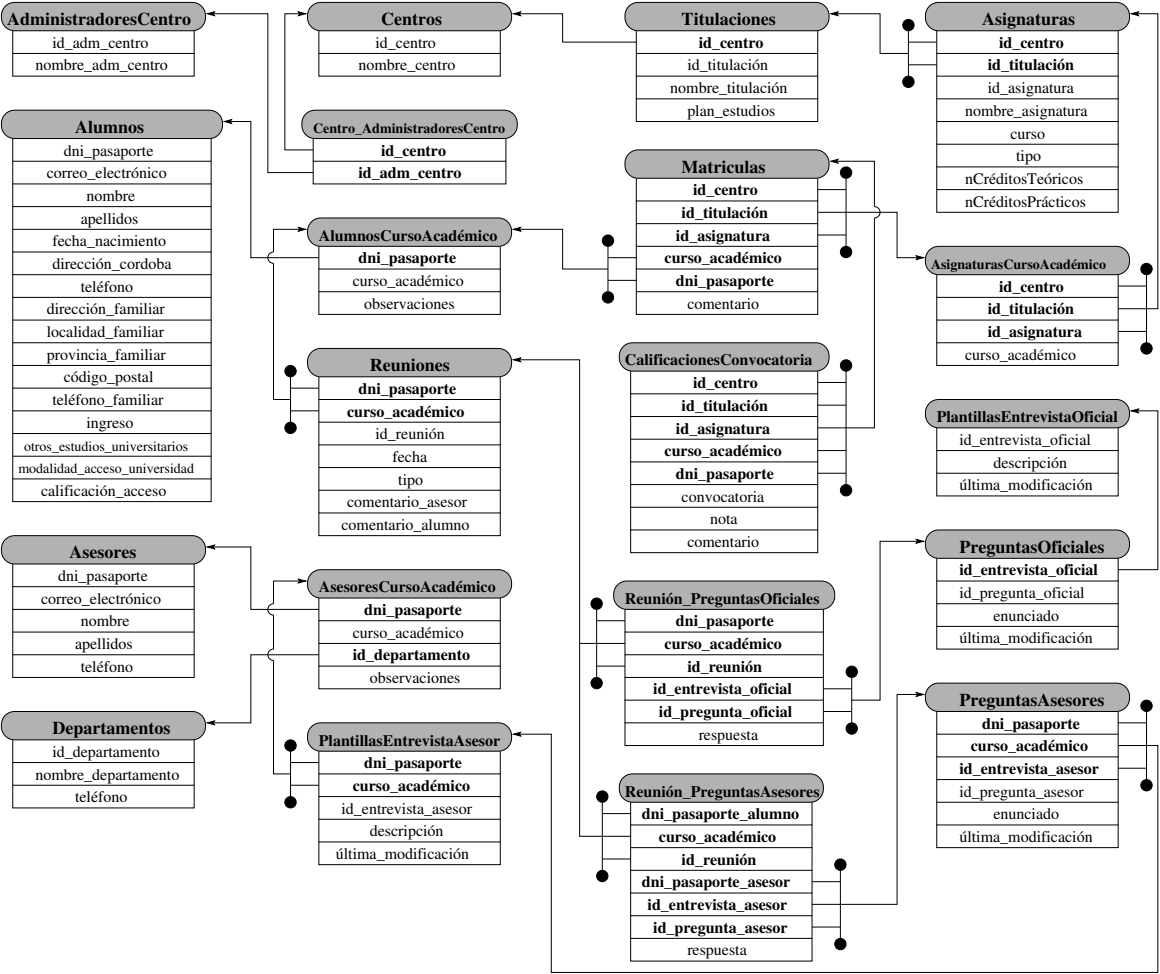 AdministradoresCentro
id_adm_centro
nombre_adm_centro
Centros
id_centro
nombre_centro
Titulaciones
id_centro
id_titulación
nombre_titulación
plan_estudios
Asignaturas
id_centro
id_titulación
id_asignatura
nombre_asignatura
curso
tipo
nCréditosTeóricos
nCréditosPrácticos
Alumnos
dni_pasaporte
correo_electrónico
nombre
apellidos
fecha_nacimiento
dirección_cordoba
teléfono
dirección_familiar
localidad_familiar
provincia_familiar
código_postal
teléfono_familiar
ingreso
otros_estudios_universitarios
modalidad_acceso_universidad
calificación_acceso
Centro_AdministradoresCentro
id_centro
id_adm_centro
Matriculas
id_centro
id_titulación
id_asignatura
curso_académico
dni_pasaporte
comentario
AlumnosCursoAcadémico
dni_pasaporte
curso_académico
observaciones
AsignaturasCursoAcadémico
id_centro
id_titulación
id_asignatura
curso_académico
Reuniones
dni_pasaporte
curso_académico
id_reunión
fecha
tipo
comentario_asesor
comentario_alumno
CalificacionesConvocatoria
id_centro
id_titulación
id_asignatura
curso_académico
dni_pasaporte
convocatoria
nota
comentario
PlantillasEntrevistaOficial
id_entrevista_oficial
descripción
última_modificación
Asesores
dni_pasaporte
correo_electrónico
nombre
apellidos
teléfono
AsesoresCursoAcadémico
dni_pasaporte
curso_académico
id_departamento
observaciones
Reunión_PreguntasOficiales
dni_pasaporte
curso_académico
id_reunión
id_entrevista_oficial
id_pregunta_oficial
respuesta
PreguntasOficiales
id_entrevista_oficial
id_pregunta_oficial
enunciado
última_modificación
Departamentos
id_departamento
nombre_departamento
teléfono
PlantillasEntrevistaAsesor
dni_pasaporte
curso_académico
id_entrevista_asesor
descripción
última_modificación
Reunión_PreguntasAsesores
dni_pasaporte_alumno
curso_académico
id_reunión
dni_pasaporte_asesor
id_entrevista_asesor
id_pregunta_asesor
respuesta
PreguntasAsesores
dni_pasaporte
curso_académico
id_entrevista_asesor
id_pregunta_asesor
enunciado
última_modificación